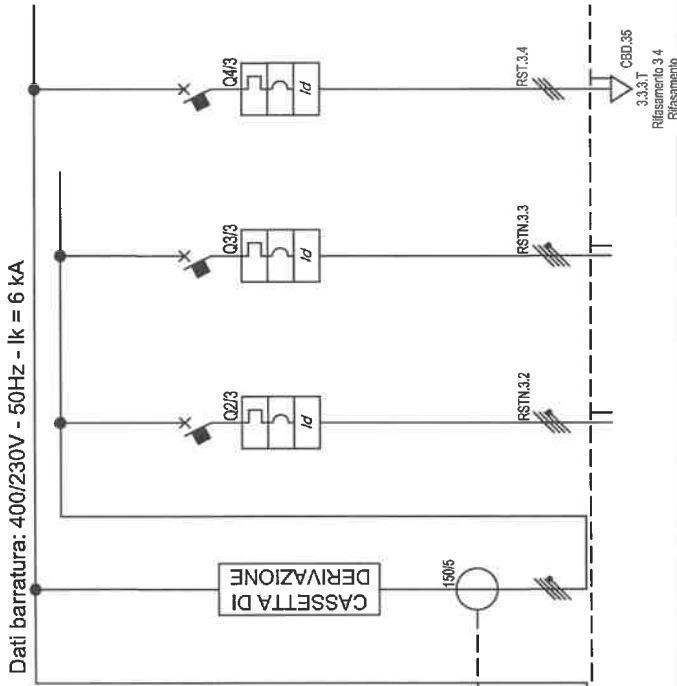 Dati barratura: 400/230V - 50Hz - Ik = 6 kA
CASSETTA DI
DERIVAZIONE
150/5
Q2/3
Id
RSTN.3.2
Q3/3
Id
RSTN.3.3
Q4/3
Id
RST.3.4
CBD.35
3.3.3.T
Rifasamento 3 4
Rifasamento